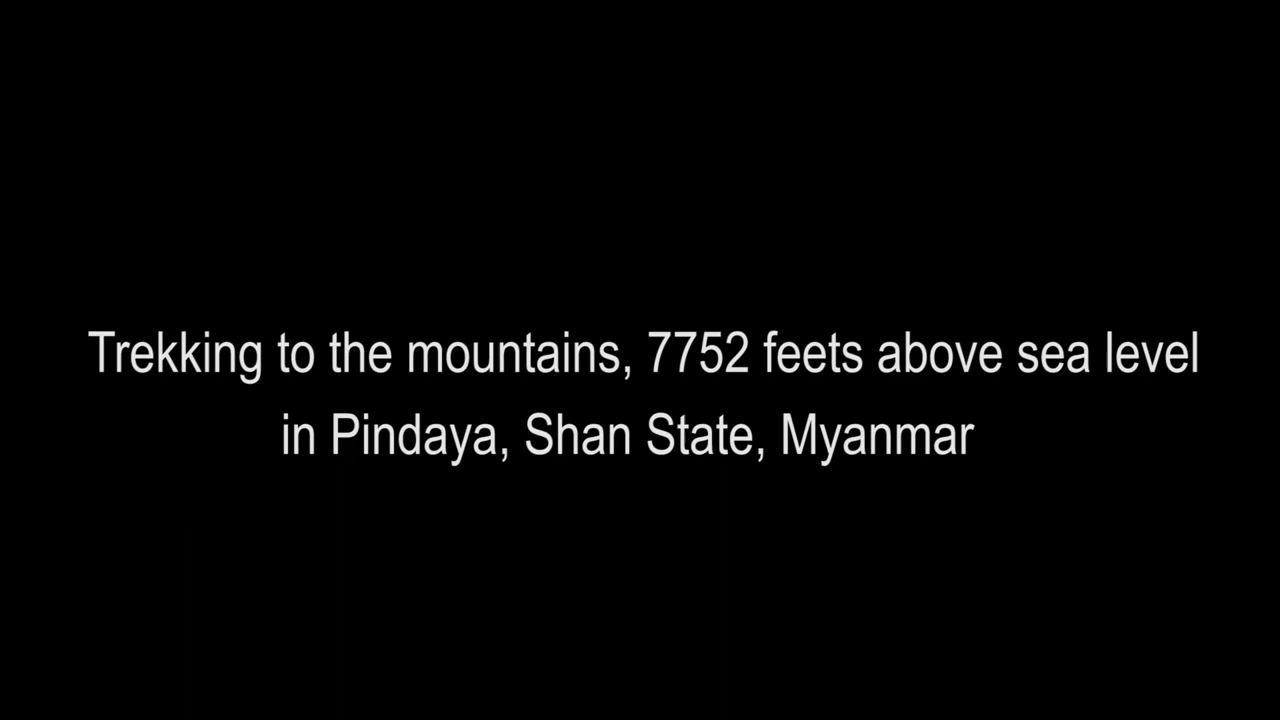 Trekking to the mountains, 7752 feets above sea level
in Pindaya, Shan State, Myanmar